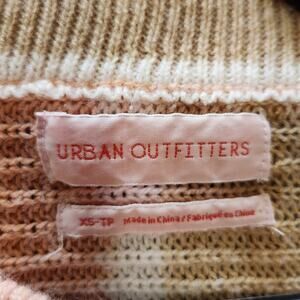 URBAN OUTFITTERS
XS-TP Made in China / Fabriqué en Chine